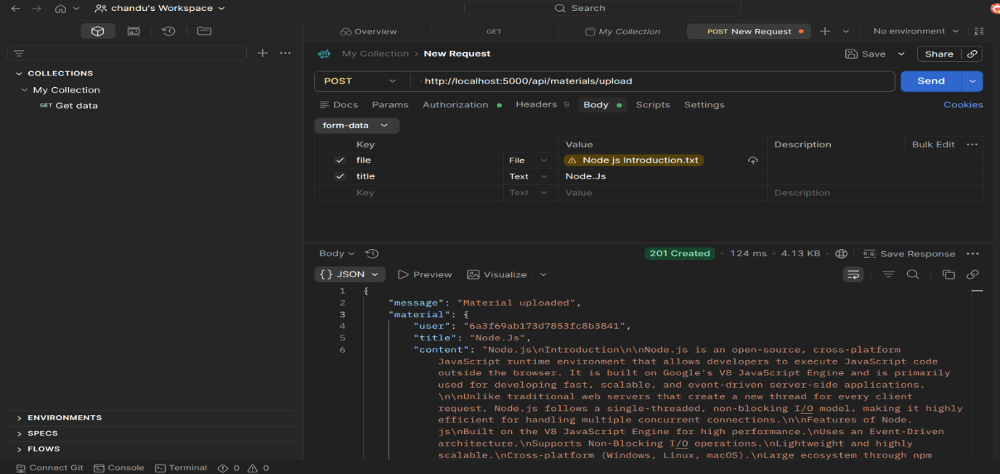 chandu's Workspace
Search
Overview
GET
My Collection
POST New Request
No environment
HTTP My Collection > New Request
Save
Share
COLLECTIONS
My Collection
GET Get data
POST
http://localhost:5000/api/materials/upload
Send
Docs Params Authorization Headers 9 Body Scripts Settings
Cookies
form-data
Key Value Description Bulk Edit
file File Node js Introduction.txt
title Text Node.Js
Key Text Value Description
Body
201 Created 124 ms 4.13 KB
e.g. Save Response
{} JSON Preview Visualize
1 {
2 "message": "Material uploaded",
3 "material": {
4 "user": "6a3f69ab173d7853fc8b3841",
5 "title": "Node.Js",
6 "content": "Node.js\nIntroduction\n\nNode.js is an open-source, cross-platform
JavaScript runtime environment that allows developers to execute JavaScript code
outside the browser. It is built on Google's V8 JavaScript Engine and is primarily
used for developing fast, scalable, and event-driven server-side applications.
\n\nUnlike traditional web servers that create a new thread for every client
request, Node.js follows a single-threaded, non-blocking I/O model, making it highly
efficient for handling multiple concurrent connections.\n\nFeatures of Node.
js\nBuilt on the V8 JavaScript Engine for high performance.\nUses an Event-Driven
architecture.\nSupports Non-Blocking I/O operations.\nLightweight and highly
scalable.\nCross-platform (Windows, Linux, macOS).\nLarge ecosystem through npm
ENVIRONMENTS
SPECS
FLOWS
Connect Git Console Terminal 0 0